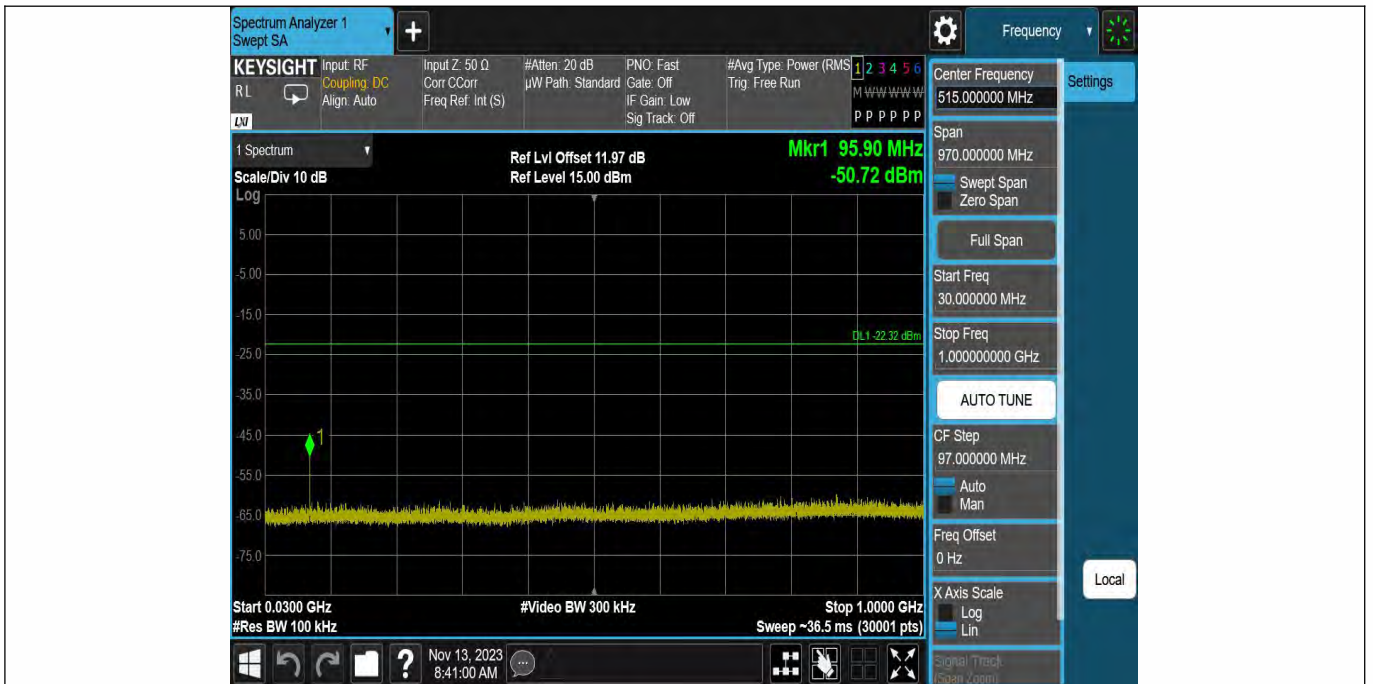 Spectrum Analyzer 1
Swept SA
+
Frequency
KEYSIGHT
RL
LXI
Input: RF
Coupling: DC
Align: Auto
Input Z: 50 Ω
Corr CCorr
Freq Ref: Int (S)
#Atten: 20 dB
µW Path: Standard
PNO: Fast
Gate: Off
IF Gain: Low
Sig Track: Off
#Avg Type: Power (RMS
Trig: Free Run
1 2 3 4 5 6
M W W W W W
P P P P P P
1 Spectrum
Scale/Div 10 dB
Log
Ref Lvl Offset 11.97 dB
Ref Level 15.00 dBm
Mkr1 95.90 MHz
-50.72 dBm
5.00
-5.00
-15.0
DL1 -22.32 dBm
-25.0
-35.0
-45.0
1
-55.0
-65.0
-75.0
Start 0.0300 GHz
#Video BW 300 kHz
Stop 1.0000 GHz
#Res BW 100 kHz
Sweep ~36.5 ms (30001 pts)
Center Frequency
515.000000 MHz
Settings
Span
970.000000 MHz
Swept Span
Zero Span
Full Span
Start Freq
30.000000 MHz
Stop Freq
1.000000000 GHz
AUTO TUNE
CF Step
97.000000 MHz
Auto
Man
Freq Offset
0 Hz
X Axis Scale
Log
Lin
Local
Signal Track
(Span Zoom)
?
Nov 13, 2023
8:41:00 AM